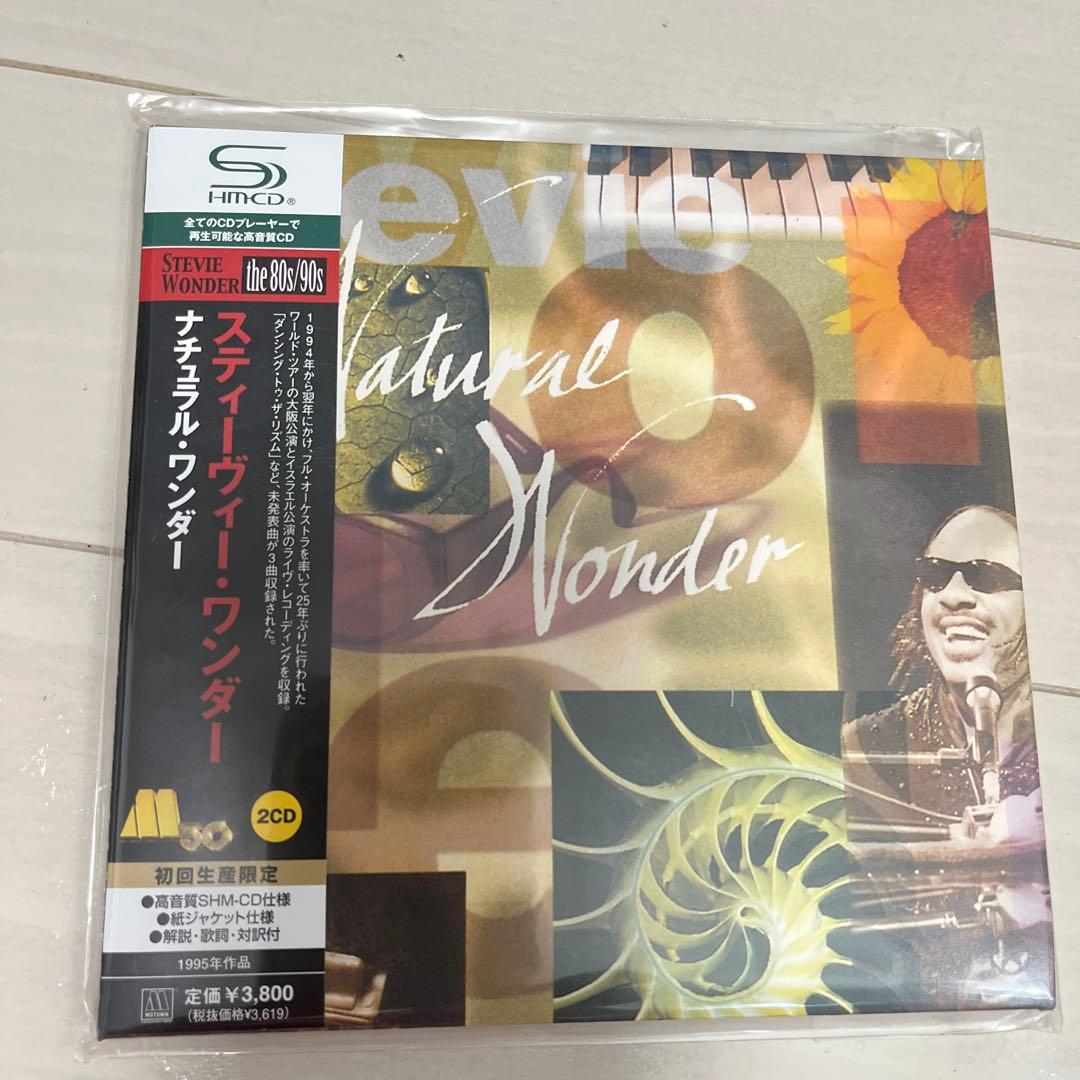 SHM-CD®
全てのCDプレーヤーで
再生可能な高音質CD
STEVIE
WONDER
the 80s/90s
スティーヴィー・ワンダー
ナチュラル・ワンダー
1994年から翌年にかけ、フル・オーケストラを率いて25年ぶりに行われた
ワールド・ツアーの大阪公演とイスラエル公演のライヴ・レコーディングを収録。
「ダンシング・トゥ・ザ・リズム」など、未発表曲が3曲収録された。
50
2CD
初回生産限定
●高音質SHM-CD仕様
●紙ジャケット仕様
●解説・歌詞・対訳付
1995年作品
MOTOWN
定価￥3,800
(税抜価格¥3,619)
evie
Natural
Wonder